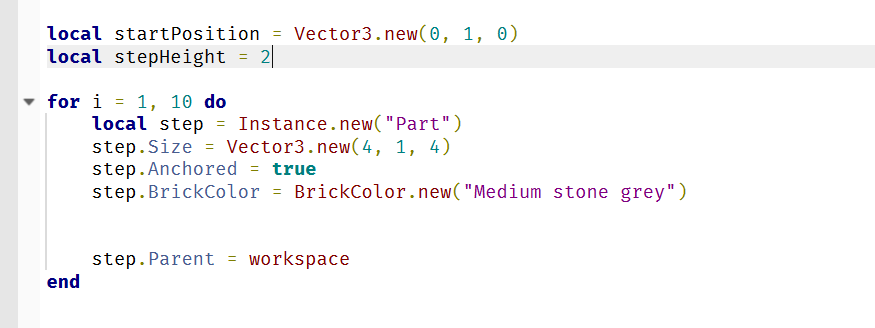 local startPosition = Vector3.new(0, 1, 0)
local stepHeight = 2
for i = 1, 10 do
    local step = Instance.new("Part")
    step.Size = Vector3.new(4, 1, 4)
    step.Anchored = true
    step.BrickColor = BrickColor.new("Medium stone grey")
    step.Parent = workspace
end